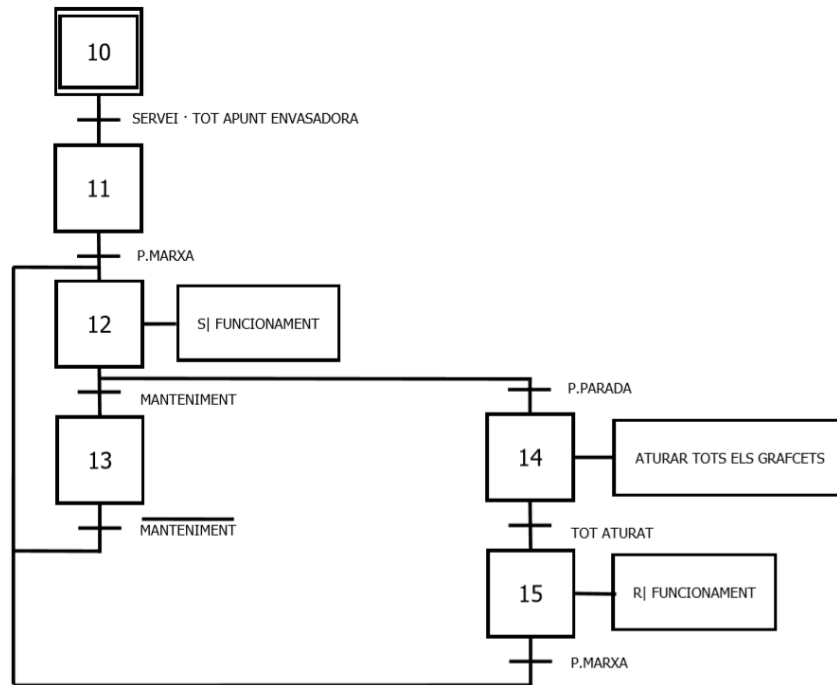 10
SERVEI · TOT APUNT ENVASADORA
11
P.MARXA
12
S| FUNCIONAMENT
MANTENIMENT
P.PARADA
13
14
ATURAR TOTS ELS GRAFCETS
MANTENIMENT
TOT ATURAT
15
R| FUNCIONAMENT
P.MARXA